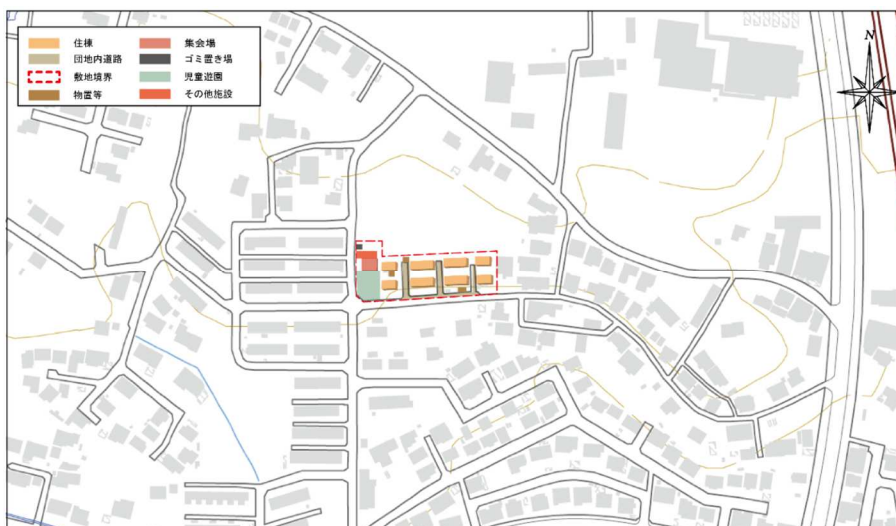 住棟
団地内道路
敷地境界
物置等
集会場
ゴミ置き場
児童遊園
その他施設
N